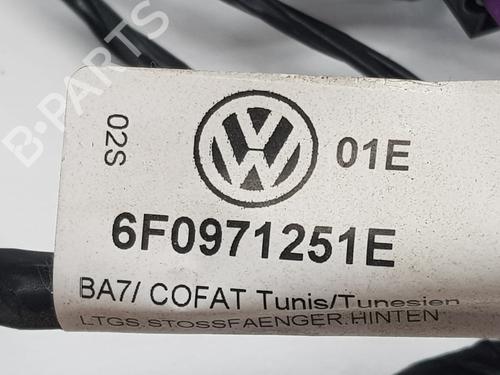 B-PARTS
02S
01E
6F0971251E
BA7/ COFAT Tunis/Tunesien
LTGS.STOSSFAENGER.HINTEN